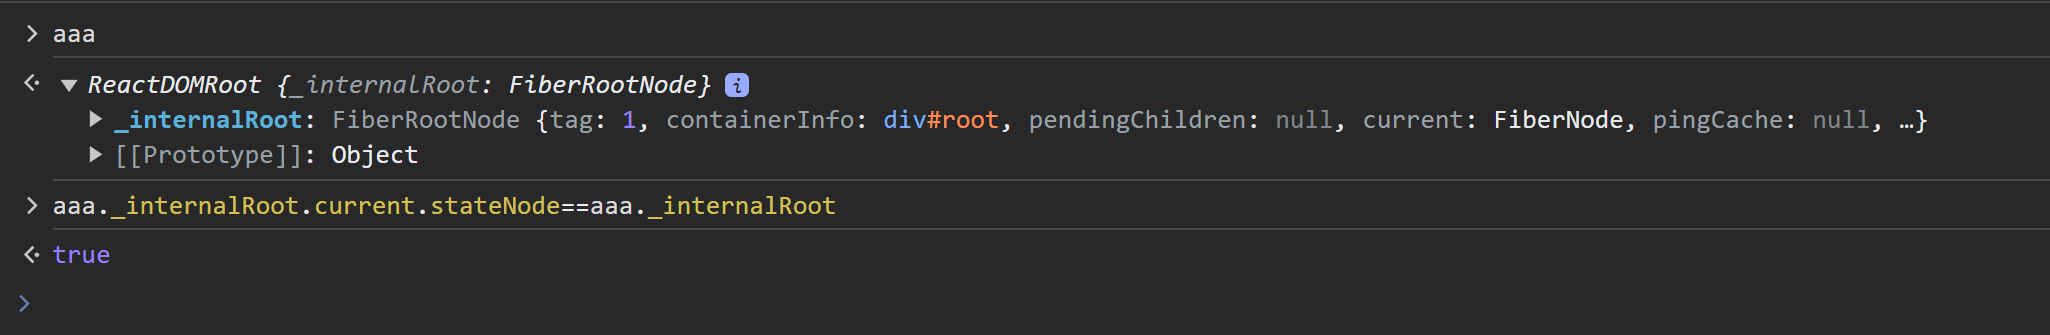 aaa
ReactDOMRoot {_internalRoot: FiberRootNode} i
_internalRoot: FiberRootNode {tag: 1, containerInfo: div#root, pendingChildren: null, current: FiberNode, pingCache: null, …}
[[Prototype]]: Object
aaa._internalRoot.current.stateNode==aaa._internalRoot
true